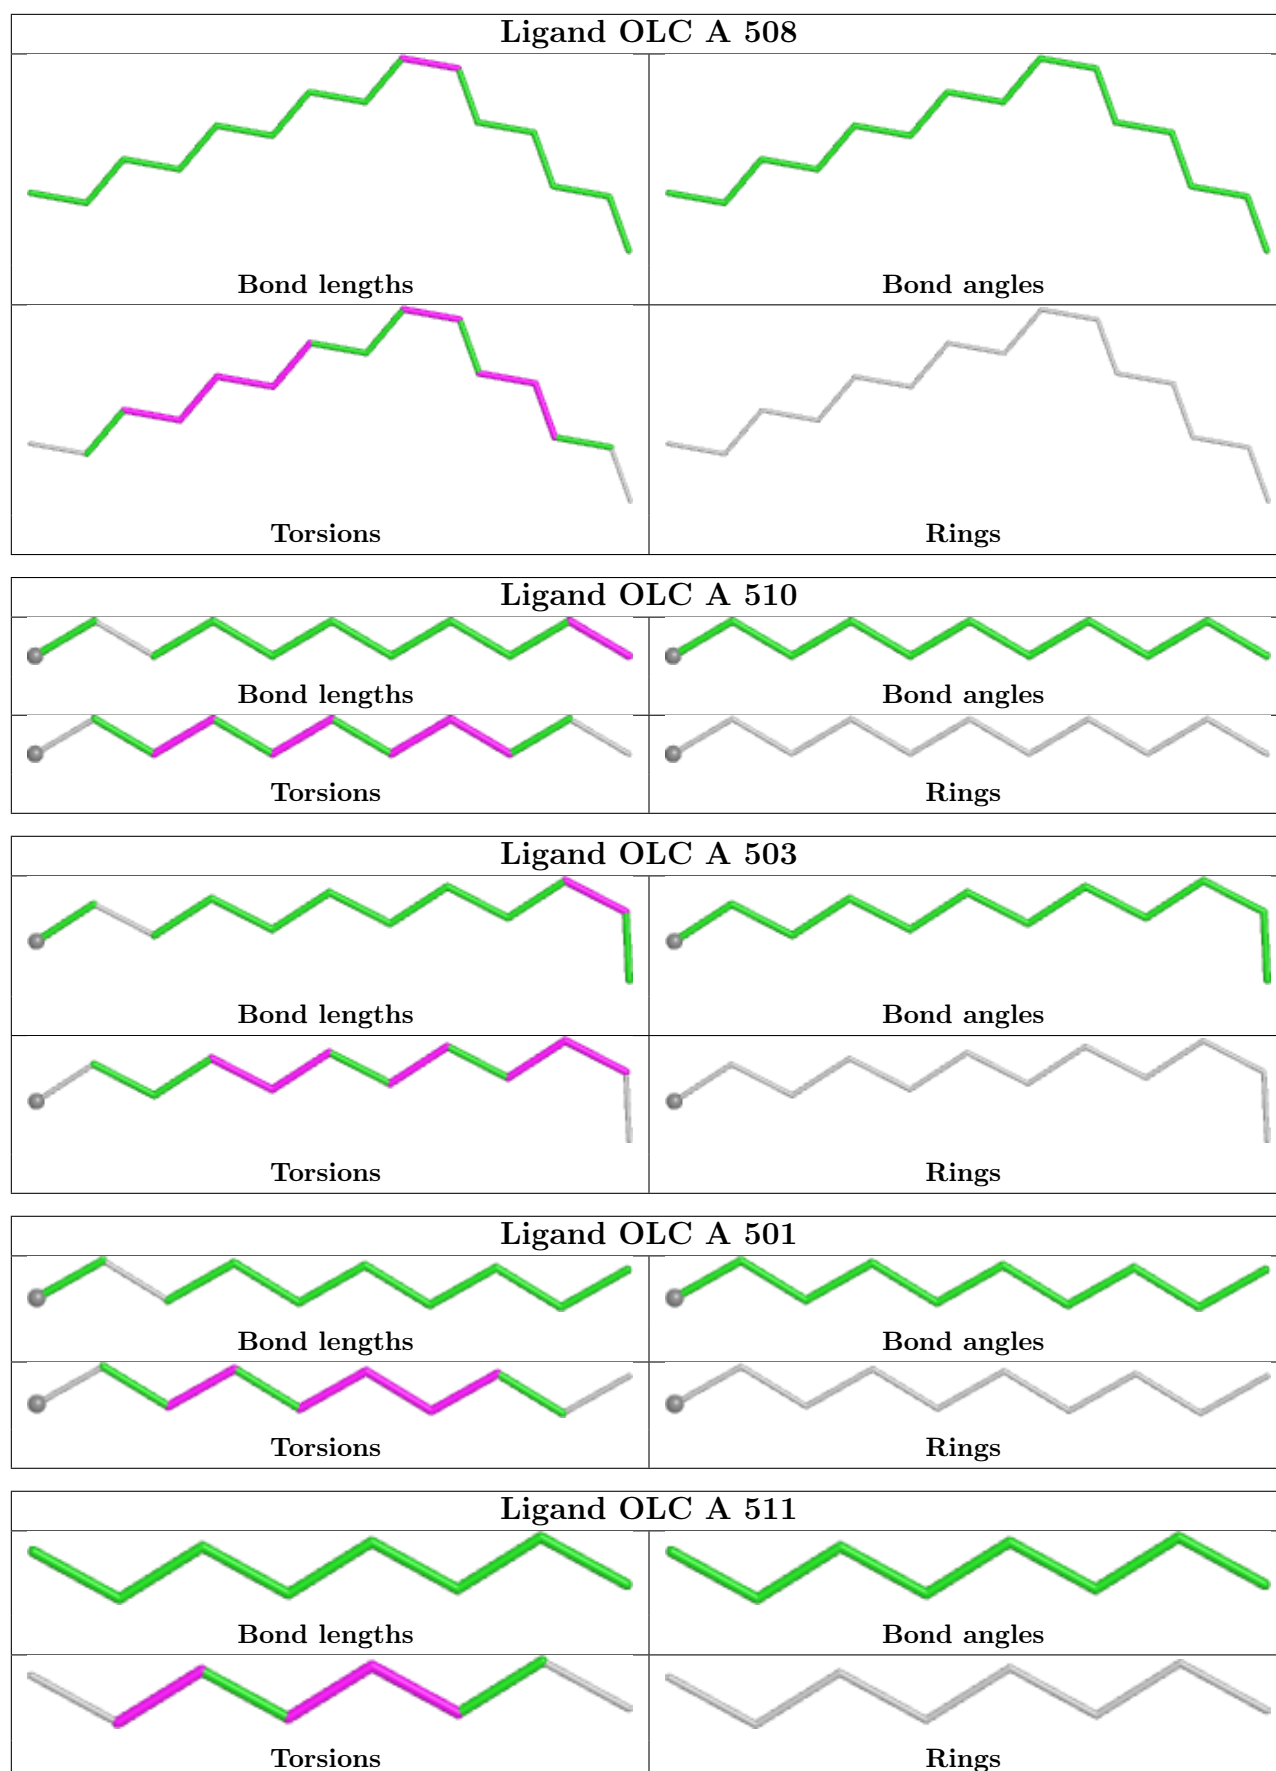 Ligand OLC A 508
Bond lengths
Bond angles
Torsions
Rings
Ligand OLC A 510
Bond lengths
Bond angles
Torsions
Rings
Ligand OLC A 503
Bond lengths
Bond angles
Torsions
Rings
Ligand OLC A 501
Bond lengths
Bond angles
Torsions
Rings
Ligand OLC A 511
Bond lengths
Bond angles
Torsions
Rings